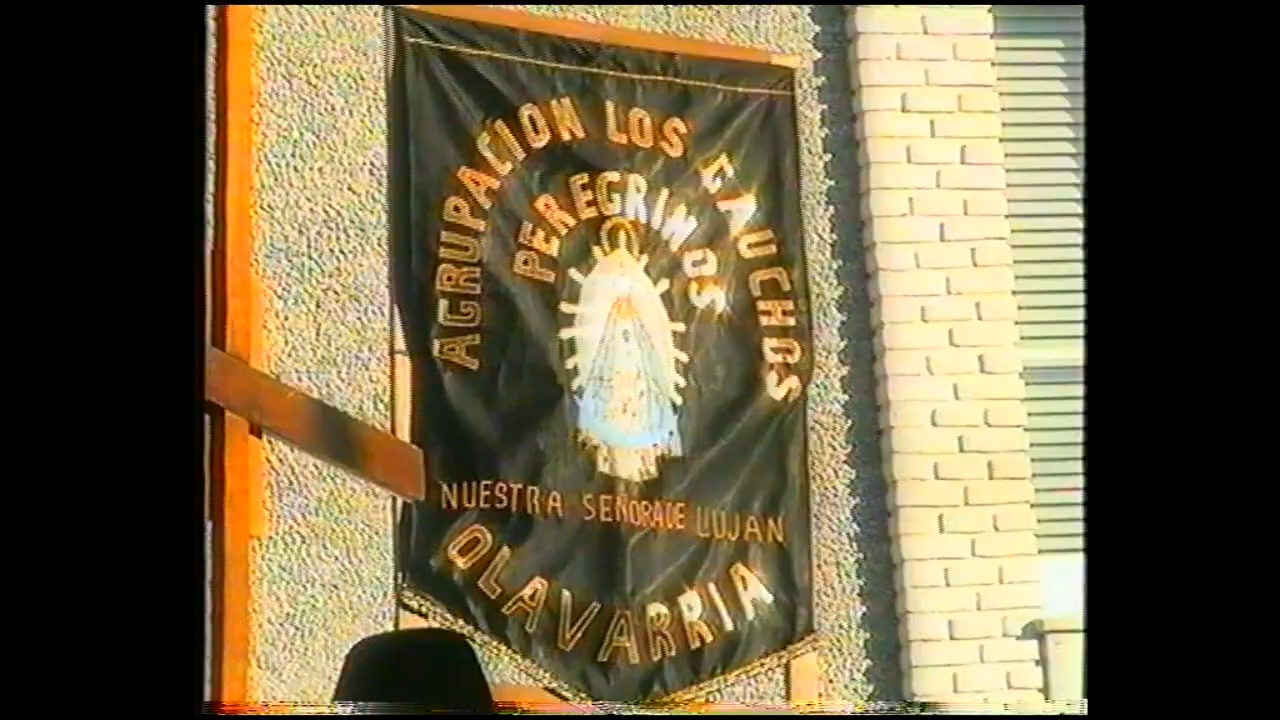 AGRUPACION LOS GAUCHOS
PEREGRINOS
NUESTRA SEÑORA DE LUJAN
OLAVARRIA